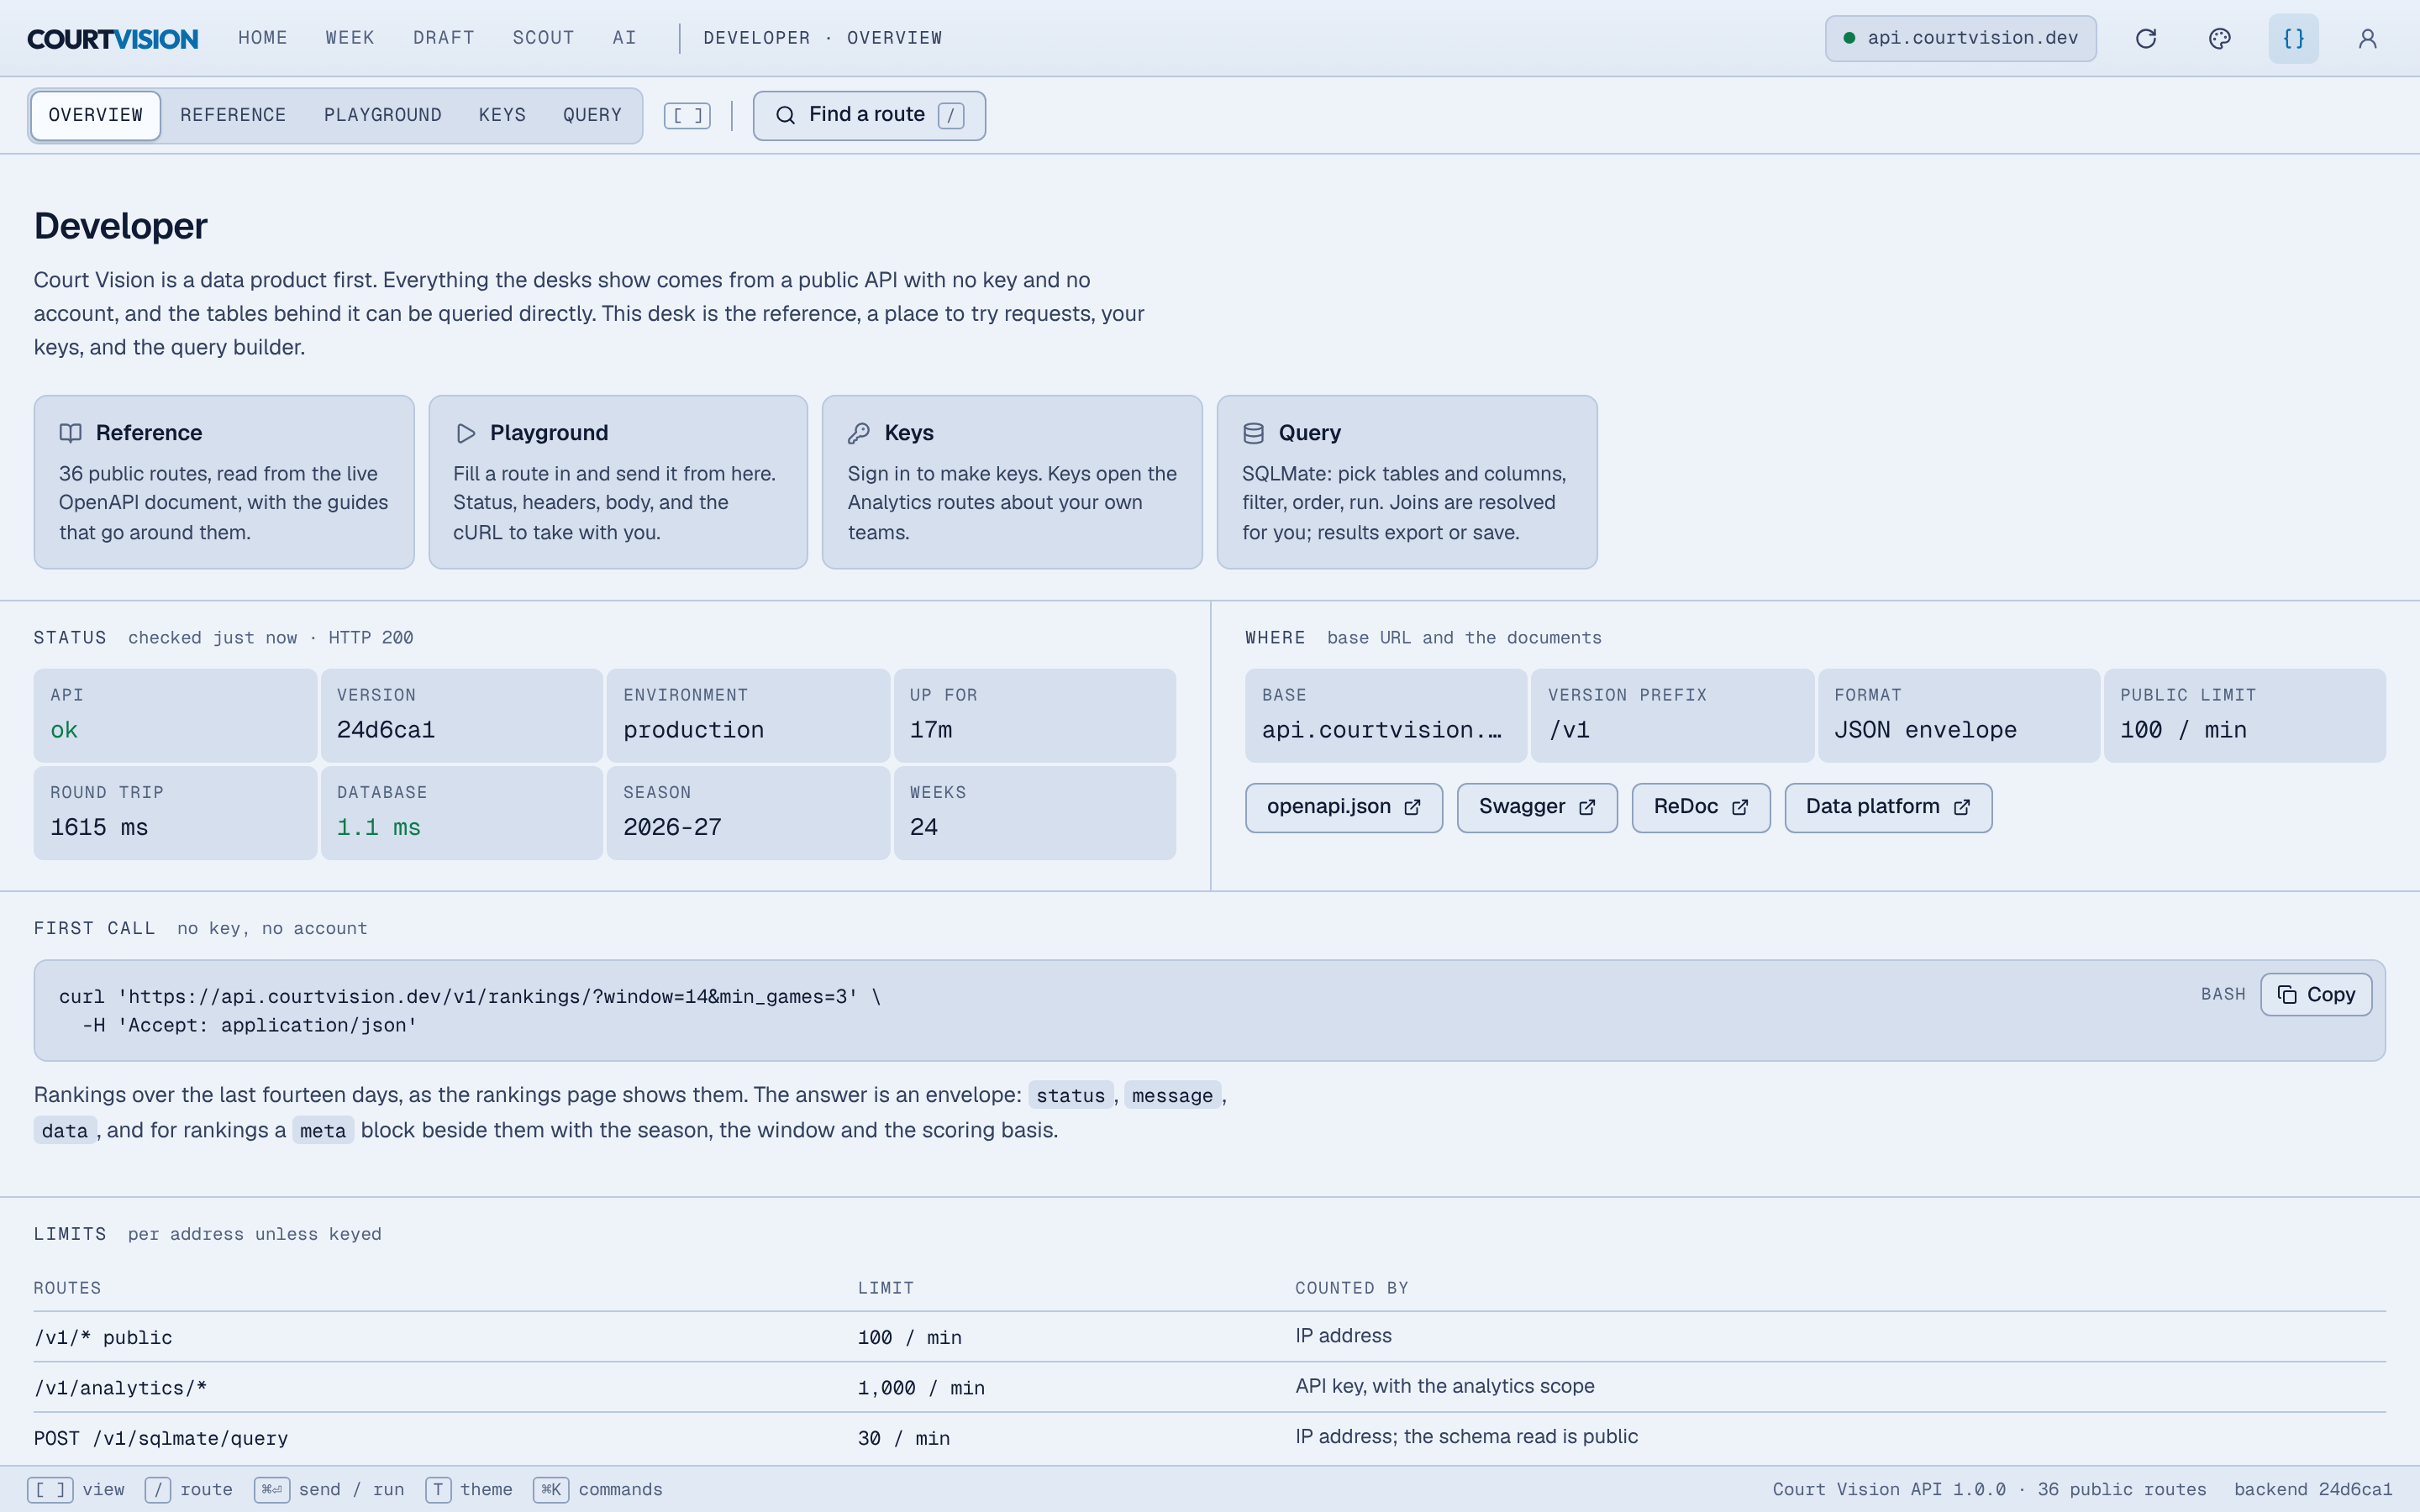 COURTVISION HOME WEEK DRAFT SCOUT AI DEVELOPER · OVERVIEW api.courtvision.dev {}
OVERVIEW REFERENCE PLAYGROUND KEYS QUERY [ ] Find a route /
Developer
Court Vision is a data product first. Everything the desks show comes from a public API with no key and no
account, and the tables behind it can be queried directly. This desk is the reference, a place to try requests, your
keys, and the query builder.
Reference
36 public routes, read from the live
OpenAPI document, with the guides
that go around them.
Playground
Fill a route in and send it from here.
Status, headers, body, and the
cURL to take with you.
Keys
Sign in to make keys. Keys open the
Analytics routes about your own
teams.
Query
SQLMate: pick tables and columns,
filter, order, run. Joins are resolved
for you; results export or save.
STATUS checked just now · HTTP 200
API VERSION ENVIRONMENT UP FOR
ok 24d6ca1 production 17m
ROUND TRIP DATABASE SEASON WEEKS
1615 ms 1.1 ms 2026-27 24
WHERE base URL and the documents
BASE VERSION PREFIX FORMAT PUBLIC LIMIT
api.courtvision.… /v1 JSON envelope 100 / min
openapi.json Swagger ReDoc Data platform
FIRST CALL no key, no account
curl 'https://api.courtvision.dev/v1/rankings/?window=14&min_games=3' \
-H 'Accept: application/json'
BASH Copy
Rankings over the last fourteen days, as the rankings page shows them. The answer is an envelope: status, message,
data, and for rankings a meta block beside them with the season, the window and the scoring basis.
LIMITS per address unless keyed
ROUTES LIMIT COUNTED BY
/v1/* public 100 / min IP address
/v1/analytics/* 1,000 / min API key, with the analytics scope
POST /v1/sqlmate/query 30 / min IP address; the schema read is public
[ ] view / route ⌘⏎ send / run T theme ⌘K commands Court Vision API 1.0.0 · 36 public routes backend 24d6ca1